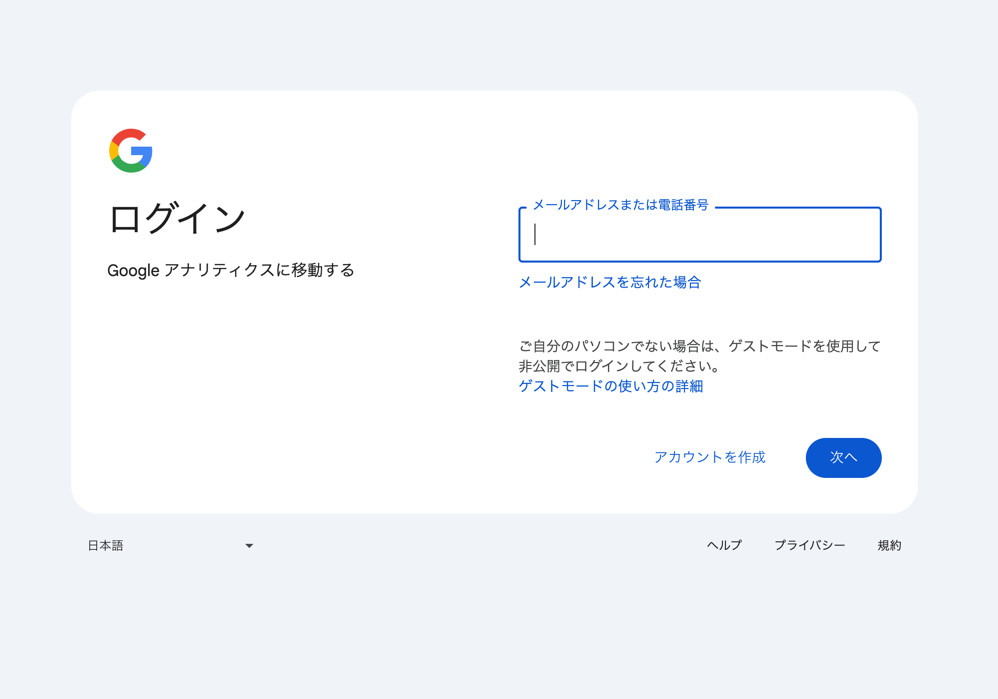 ログイン
Google アナリティクスに移動する
メールアドレスまたは電話番号
メールアドレスを忘れた場合
ご自分のパソコンでない場合は、ゲストモードを使用して
非公開でログインしてください。
ゲストモードの使い方の詳細
アカウントを作成
次へ
日本語
ヘルプ
プライバシー
規約